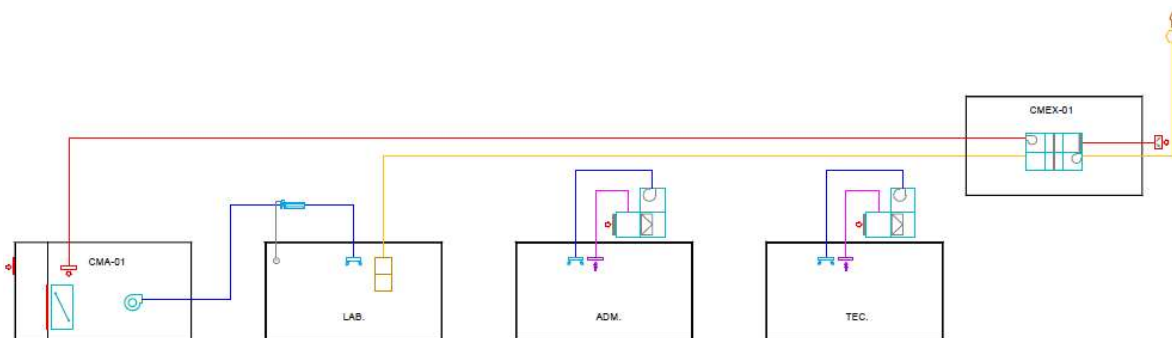 CMEX-01
CMA-01
LAB.
ADM.
TEC.